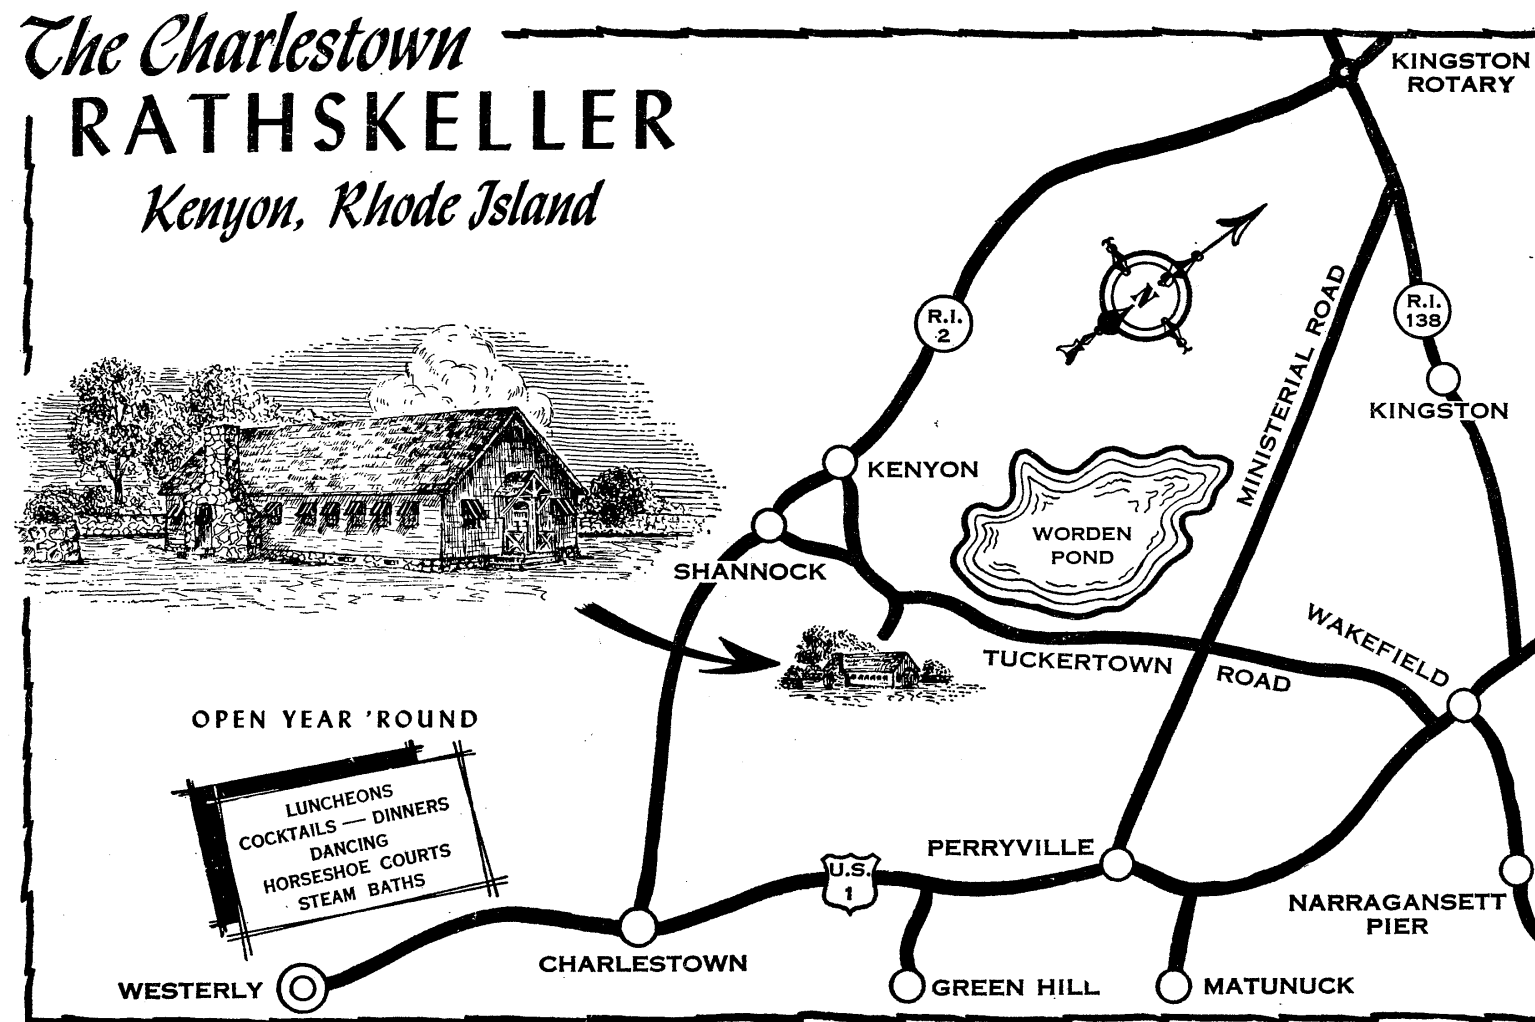 The Charlestown
RATHSKELLER
Kenyon, Rhode Island
KINGSTON
ROTARY
R.I.
2
N
R.I.
138
MINISTERIAL ROAD
KINGSTON
KENYON
WORDEN
POND
SHANNOCK
WAKEFIELD
TUCKERTOWN ROAD
OPEN YEAR 'ROUND
LUNCHEONS
COCKTAILS — DINNERS
DANCING
HORSESHOE COURTS
STEAM BATHS
PERRYVILLE
U.S.
1
NARRAGANSETT
PIER
CHARLESTOWN
WESTERLY
GREEN HILL
MATUNUCK